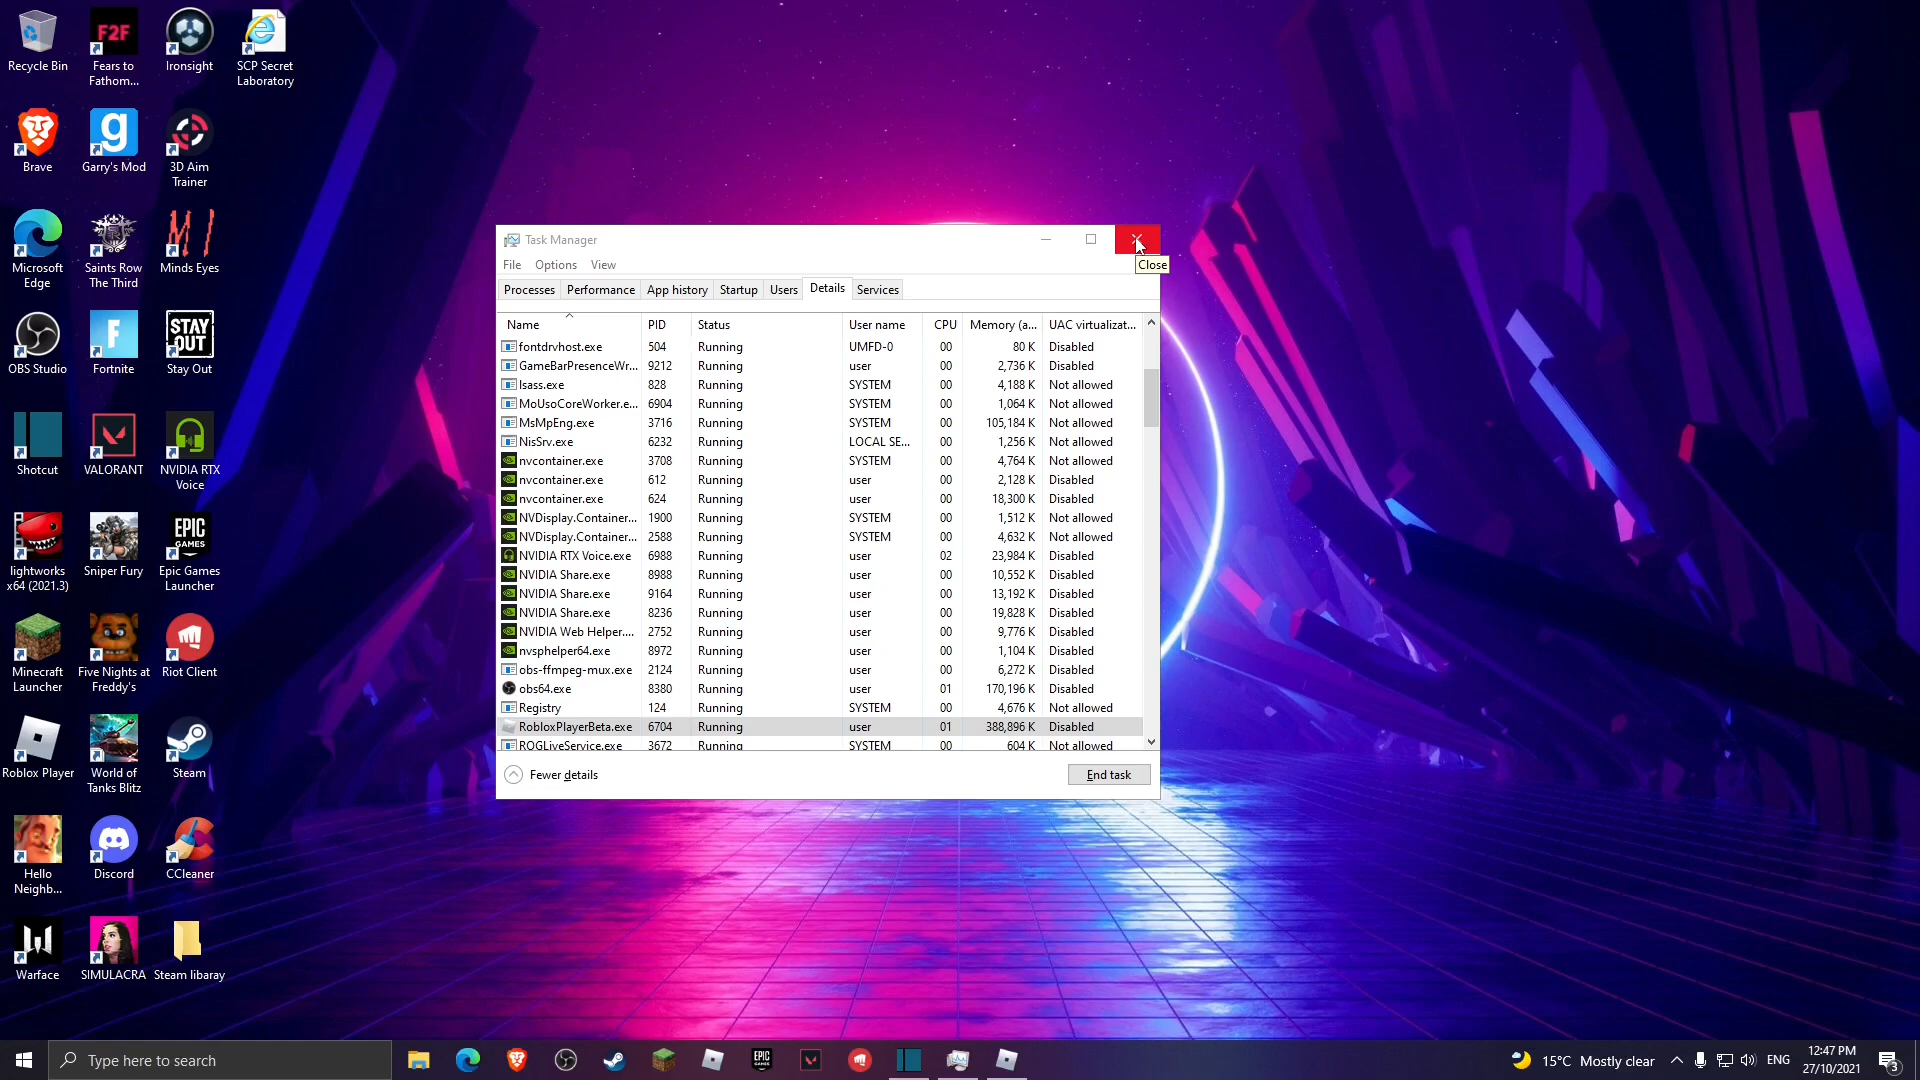 Recycle Bin
F2F
Fears to
Fathom...
Ironsight
SCP Secret
Laboratory
Brave
g
Garry's Mod
3D Aim
Trainer
Microsoft
Edge
Saints Row
The Third
MI
Minds Eyes
OBS Studio
F
Fortnite
STAY
OUT
Stay Out
Shotcut
VALORANT
NVIDIA RTX
Voice
lightworks
x64 (2021.3)
Sniper Fury
EPIC
GAMES
Epic Games
Launcher
Minecraft
Launcher
Five Nights at
Freddy's
Riot Client
Roblox Player
World of
Tanks Blitz
Steam
Hello
Neighb...
Discord
CCleaner
Warface
SIMULACRA
Steam libaray
Task Manager
Close
File Options View
Processes Performance App history Startup Users Details Services
Name PID Status User name CPU Memory (a... UAC virtualizat...
fontdrvhost.exe 504 Running UMFD-0 00 80 K Disabled
GameBarPresenceWr... 9212 Running user 00 2,736 K Disabled
lsass.exe 828 Running SYSTEM 00 4,188 K Not allowed
MoUsoCoreWorker.e... 6904 Running SYSTEM 00 1,064 K Not allowed
MsMpEng.exe 3716 Running SYSTEM 00 105,184 K Not allowed
NisSrv.exe 6232 Running LOCAL SE... 00 1,256 K Not allowed
nvcontainer.exe 3708 Running SYSTEM 00 4,764 K Not allowed
nvcontainer.exe 612 Running user 00 2,128 K Disabled
nvcontainer.exe 624 Running user 00 18,300 K Disabled
NVDisplay.Container... 1900 Running SYSTEM 00 1,512 K Not allowed
NVDisplay.Container... 2588 Running SYSTEM 00 4,632 K Not allowed
NVIDIA RTX Voice.exe 6988 Running user 02 23,984 K Disabled
NVIDIA Share.exe 8988 Running user 00 10,552 K Disabled
NVIDIA Share.exe 9164 Running user 00 13,192 K Disabled
NVIDIA Share.exe 8236 Running user 00 19,828 K Disabled
NVIDIA Web Helper.... 2752 Running user 00 9,776 K Disabled
nvsphelper64.exe 8972 Running user 00 1,104 K Disabled
obs-ffmpeg-mux.exe 2124 Running user 00 6,272 K Disabled
obs64.exe 8380 Running user 01 170,196 K Disabled
Registry 124 Running SYSTEM 00 4,676 K Not allowed
RobloxPlayerBeta.exe 6704 Running user 01 388,896 K Disabled
ROGLiveService.exe 3672 Running SYSTEM 00 604 K Not allowed
Fewer details
End task
Type here to search
EPIC
15°C Mostly clear
ENG
12:47 PM
27/10/2021
3